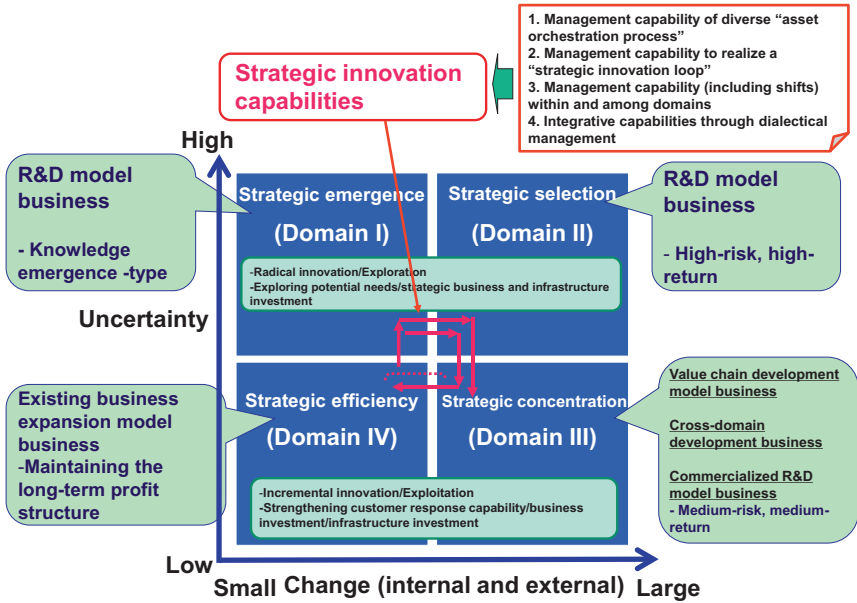 1. Management capability of diverse “asset
orchestration process”
2. Management capability to realize a
“strategic innovation loop”
3. Management capability (including shifts)
within and among domains
4. Integrative capabilities through dialectical
management
Strategic innovation
capabilities
High
R&D model
business
- Knowledge
emergence -type
Strategic emergence
(Domain I)
Strategic selection
(Domain II)
R&D model
business
- High-risk, high-
return
-Radical innovation/Exploration
-Exploring potential needs/strategic business and infrastructure
investment
Uncertainty
Existing business
expansion model
business
-Maintaining the
long-term profit
structure
Strategic efficiency
(Domain IV)
Strategic concentration
(Domain III)
Value chain development
model business
Cross-domain
development business
Commercialized R&D
model business
- Medium-risk, medium-
return
-Incremental innovation/Exploitation
-Strengthening customer response capability/business
investment/infrastructure investment
Low
Small Change (internal and external) Large